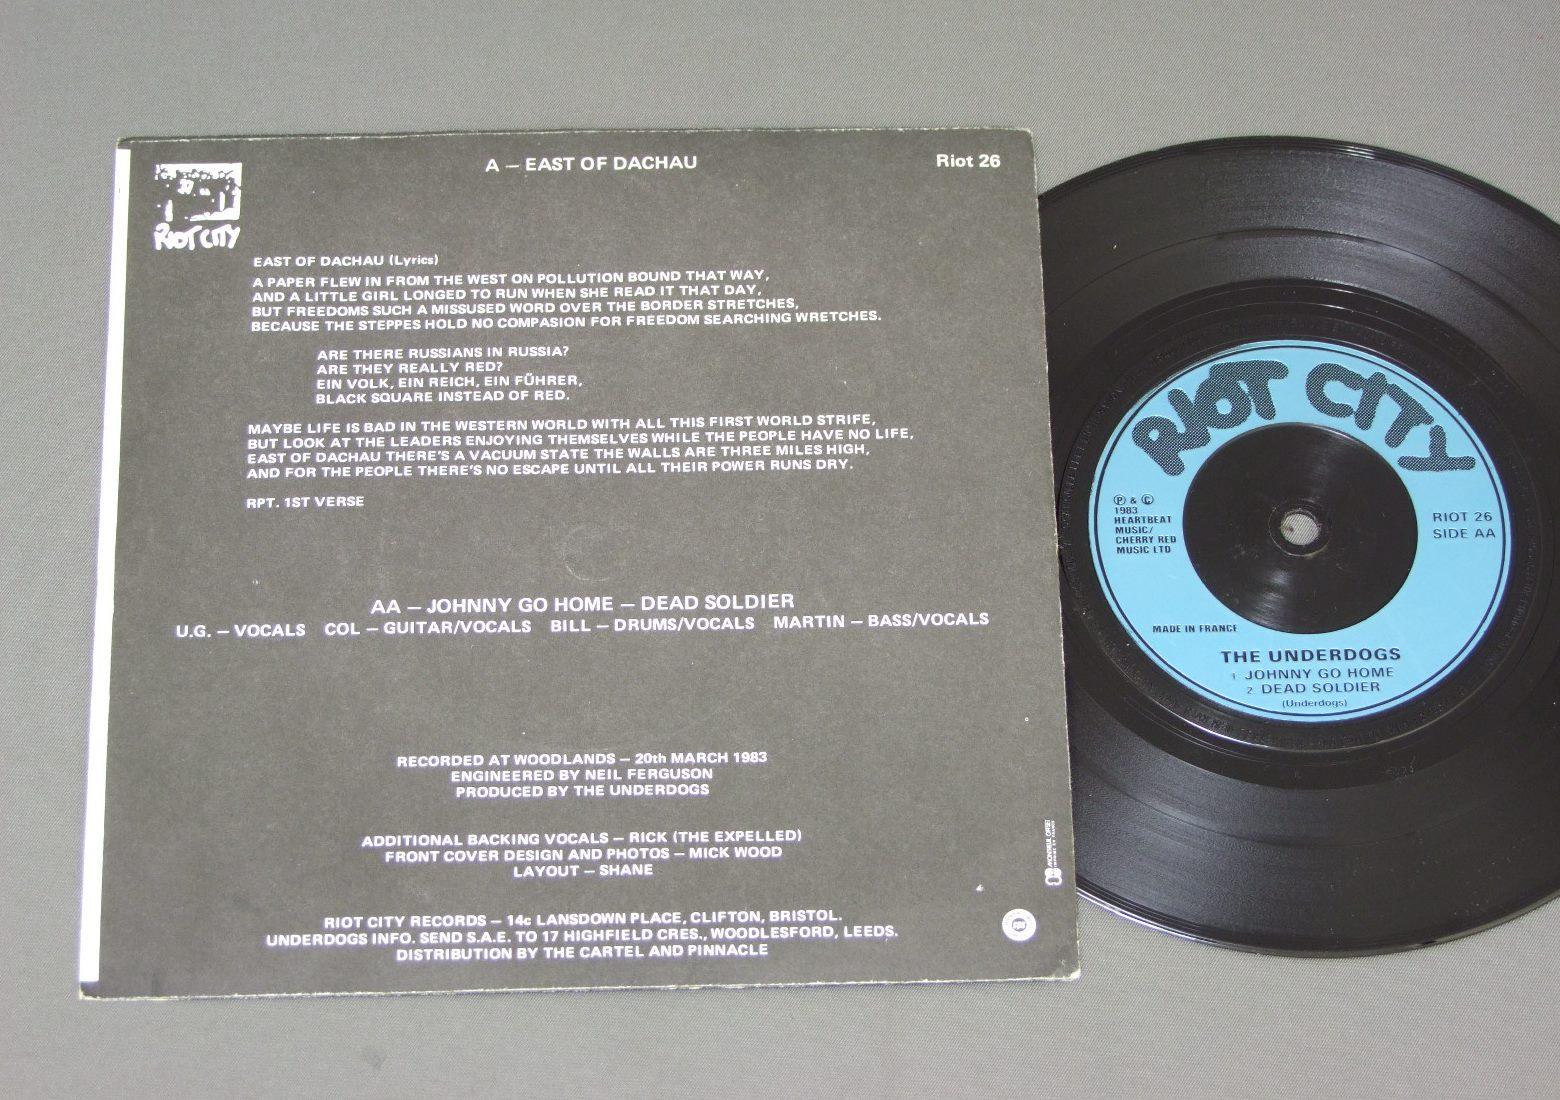 RIOT CITY
A – EAST OF DACHAU
Riot 26
EAST OF DACHAU (Lyrics)
A PAPER FLEW IN FROM THE WEST ON POLLUTION BOUND THAT WAY,
AND A LITTLE GIRL LONGED TO RUN WHEN SHE READ IT THAT DAY,
BUT FREEDOMS SUCH A MISSUSED WORD OVER THE BORDER STRETCHES,
BECAUSE THE STEPPES HOLD NO COMPASION FOR FREEDOM SEARCHING WRETCHES.
ARE THERE RUSSIANS IN RUSSIA?
ARE THEY REALLY RED?
EIN VOLK, EIN REICH, EIN FÜHRER,
BLACK SQUARE INSTEAD OF RED.
MAYBE LIFE IS BAD IN THE WESTERN WORLD WITH ALL THIS FIRST WORLD STRIFE,
BUT LOOK AT THE LEADERS ENJOYING THEMSELVES WHILE THE PEOPLE HAVE NO LIFE,
EAST OF DACHAU THERE'S A VACUUM STATE THE WALLS ARE THREE MILES HIGH,
AND FOR THE PEOPLE THERE'S NO ESCAPE UNTIL ALL THEIR POWER RUNS DRY.
RPT. 1ST VERSE
AA – JOHNNY GO HOME – DEAD SOLDIER
U.G. – VOCALS COL – GUITAR/VOCALS BILL – DRUMS/VOCALS MARTIN – BASS/VOCALS
RECORDED AT WOODLANDS – 20th MARCH 1983
ENGINEERED BY NEIL FERGUSON
PRODUCED BY THE UNDERDOGS
ADDITIONAL BACKING VOCALS – RICK (THE EXPELLED)
FRONT COVER DESIGN AND PHOTOS – MICK WOOD
LAYOUT – SHANE
RIOT CITY RECORDS – 14c LANSDOWN PLACE, CLIFTON, BRISTOL.
UNDERDOGS INFO. SEND S.A.E. TO 17 HIGHFIELD CRES., WOODLESFORD, LEEDS.
DISTRIBUTION BY THE CARTEL AND PINNACLE
RIOT CITY
Ⓟ & ©
1983
HEARTBEAT
MUSIC/
CHERRY RED
MUSIC LTD
RIOT 26
SIDE AA
MADE IN FRANCE
THE UNDERDOGS
1 JOHNNY GO HOME
2 DEAD SOLDIER
(Underdogs)